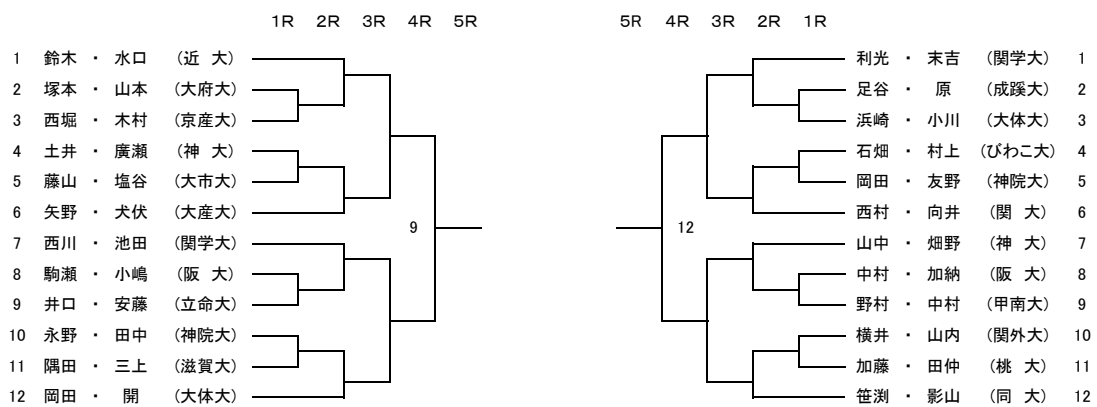 1R 2R 3R 4R 5R
1 鈴木 ・ 水口 (近 大)
2 塚本 ・ 山本 (大府大)
3 西堀 ・ 木村 (京産大)
4 土井 ・ 廣瀬 (神 大)
5 藤山 ・ 塩谷 (大市大)
6 矢野 ・ 犬伏 (大産大)
7 西川 ・ 池田 (関学大)
8 駒瀬 ・ 小嶋 (阪 大)
9 井口 ・ 安藤 (立命大)
10 永野 ・ 田中 (神院大)
11 隅田 ・ 三上 (滋賀大)
12 岡田 ・ 開 (大体大)
9
5R 4R 3R 2R 1R
利光 ・ 末吉 (関学大) 1
足谷 ・ 原 (成蹊大) 2
浜崎 ・ 小川 (大体大) 3
石畑 ・ 村上 (びわこ大) 4
岡田 ・ 友野 (神院大) 5
西村 ・ 向井 (関 大) 6
山中 ・ 畑野 (神 大) 7
中村 ・ 加納 (阪 大) 8
野村 ・ 中村 (甲南大) 9
横井 ・ 山内 (関外大) 10
加藤 ・ 田仲 (桃 大) 11
笹渕 ・ 影山 (同 大) 12
12